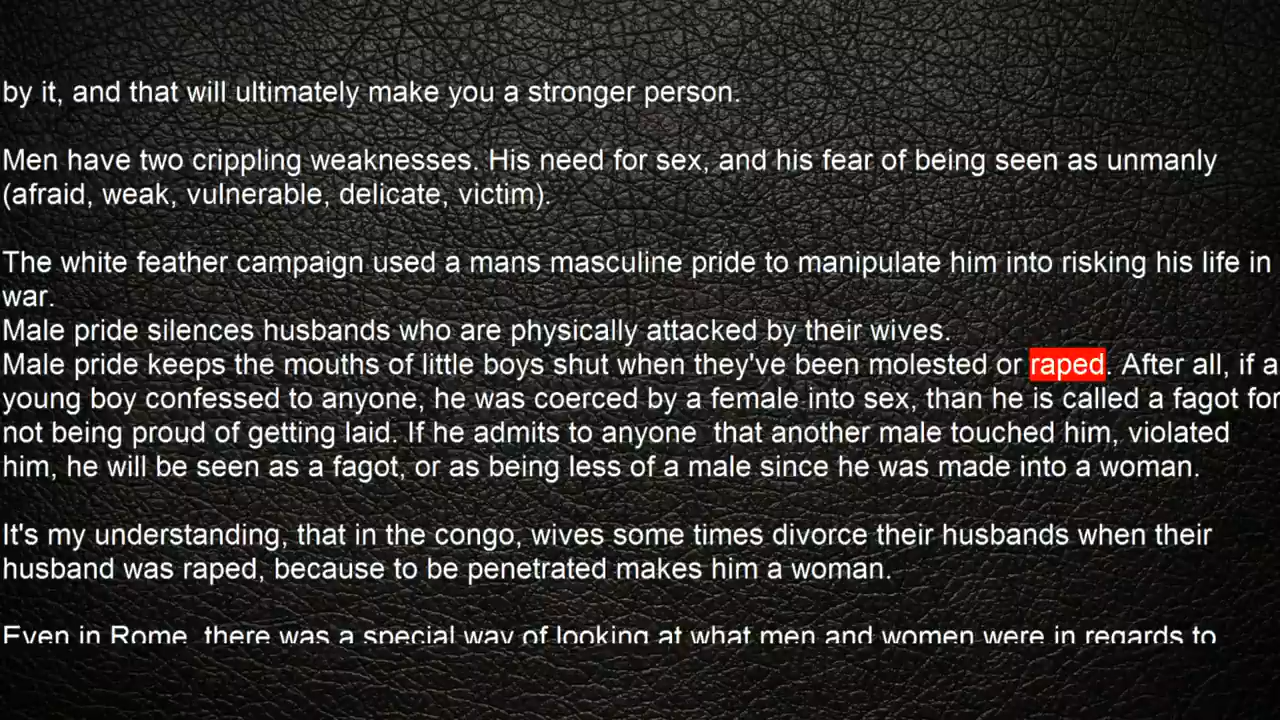 by it, and that will ultimately make you a stronger person.
Men have two crippling weaknesses. His need for sex, and his fear of being seen as unmanly
(afraid, weak, vulnerable, delicate, victim).
The white feather campaign used a mans masculine pride to manipulate him into risking his life in
war.
Male pride silences husbands who are physically attacked by their wives.
Male pride keeps the mouths of little boys shut when they've been molested or raped. After all, if a
young boy confessed to anyone, he was coerced by a female into sex, than he is called a fagot for
not being proud of getting laid. If he admits to anyone  that another male touched him, violated
him, he will be seen as a fagot, or as being less of a male since he was made into a woman.
It's my understanding, that in the congo, wives some times divorce their husbands when their
husband was raped, because to be penetrated makes him a woman.
Even in Rome, there was a special way of looking at what men and women were in regards to